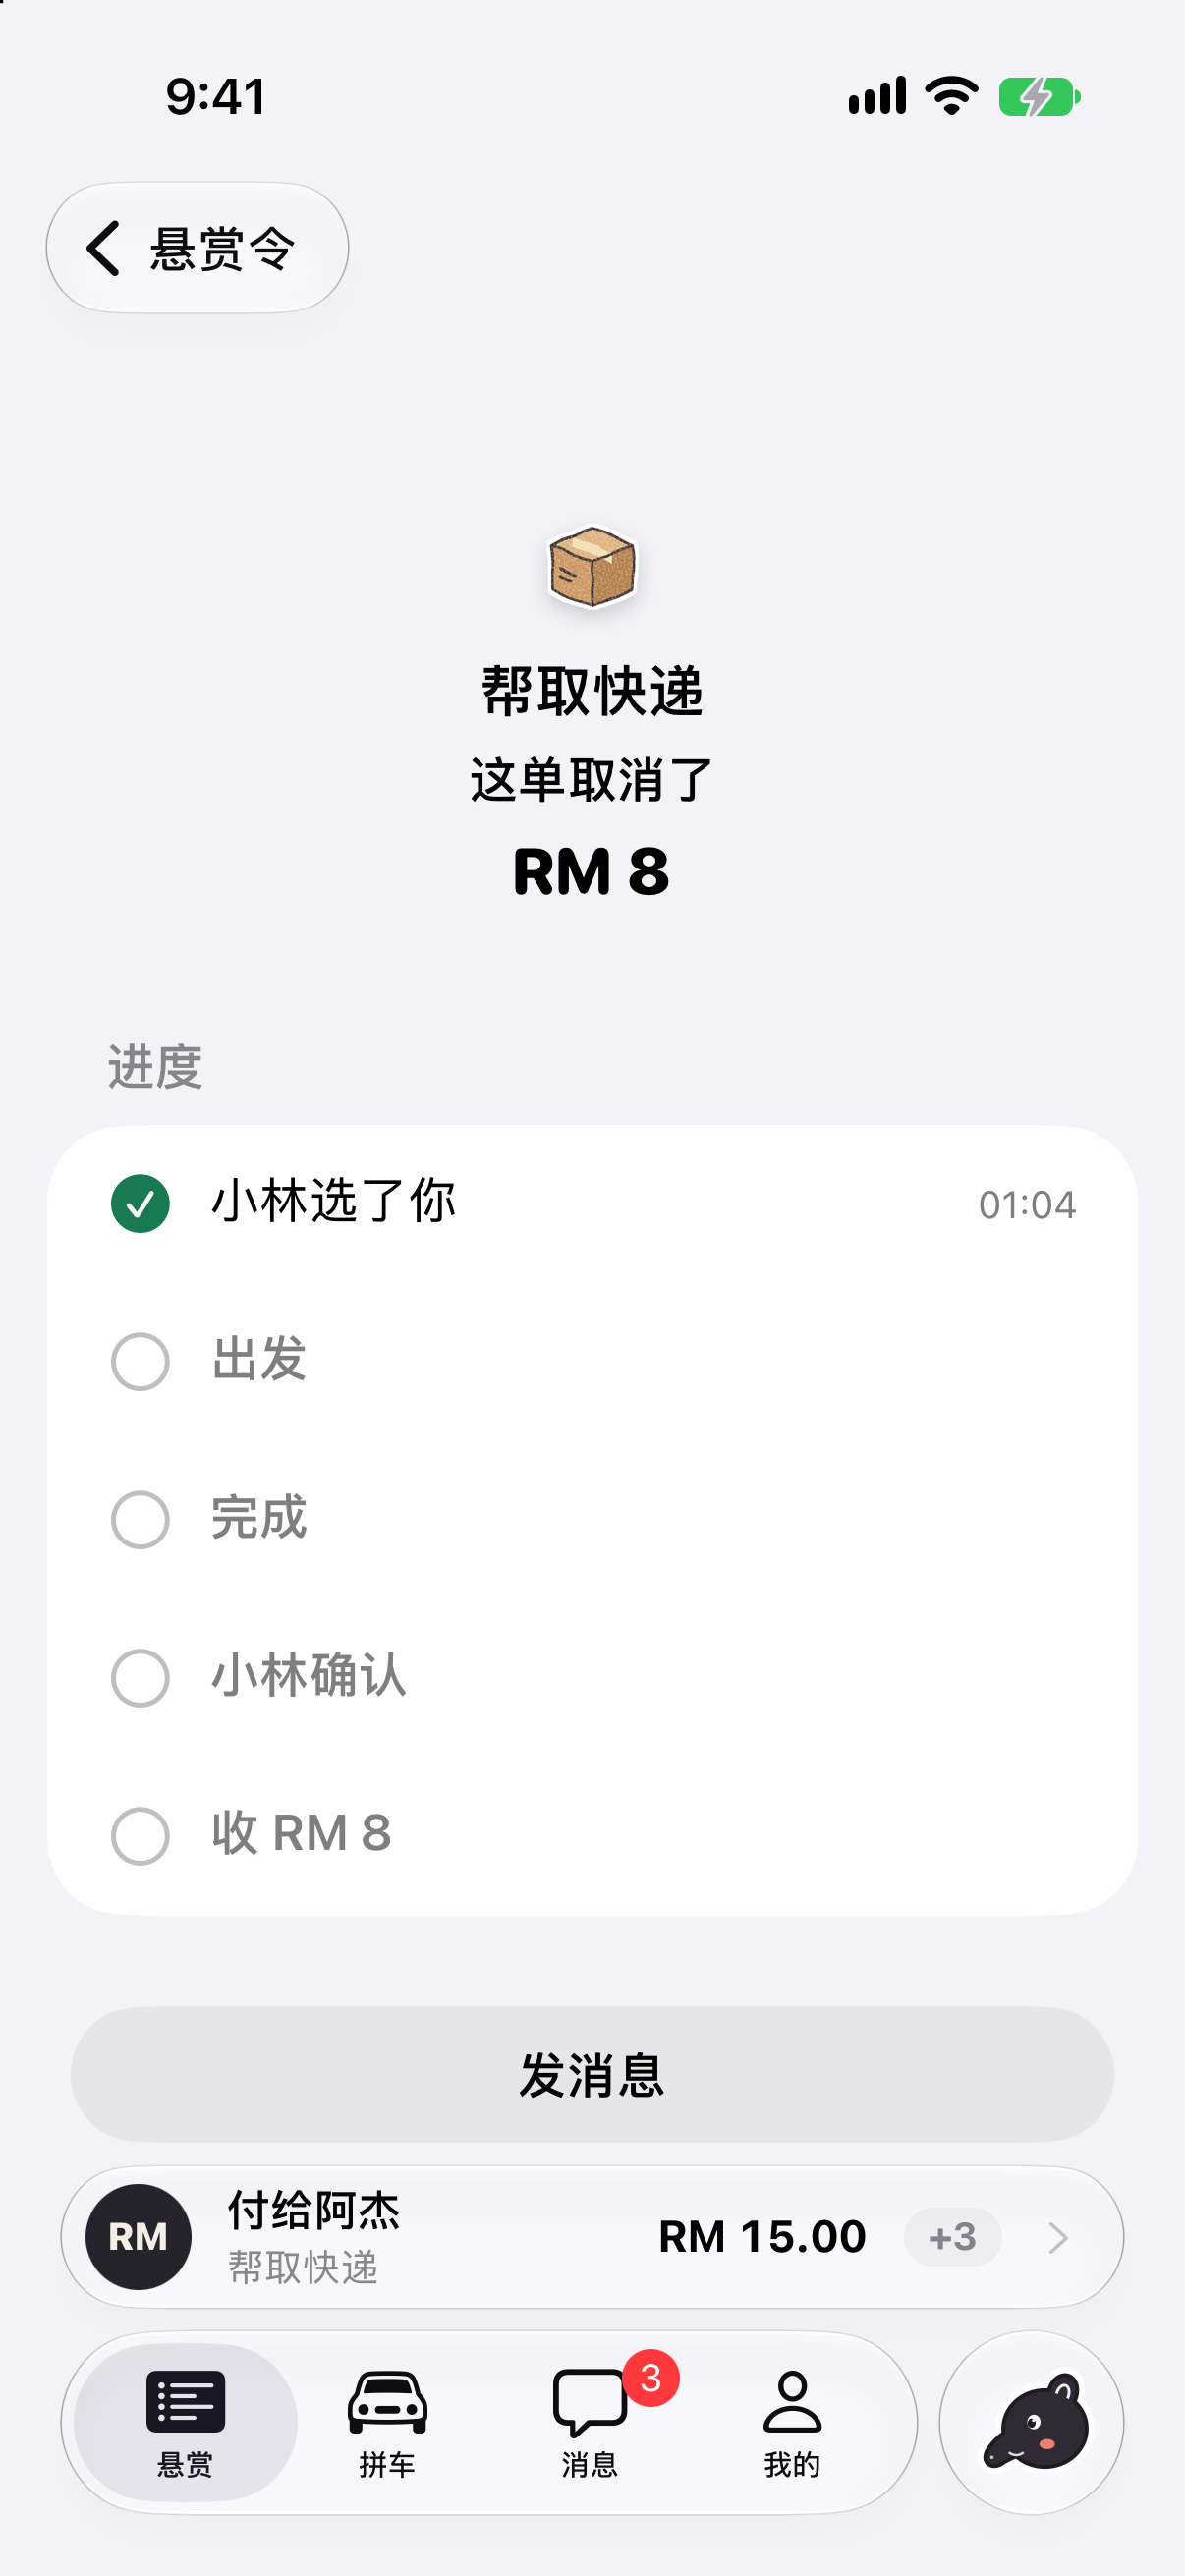 9:41
悬赏令
帮取快递
这单取消了
RM 8
进度
小林选了你 01:04
出发
完成
小林确认
收 RM 8
发消息
RM 付给阿杰 RM 15.00 +3
帮取快递
3
悬赏 拼车 消息 我的